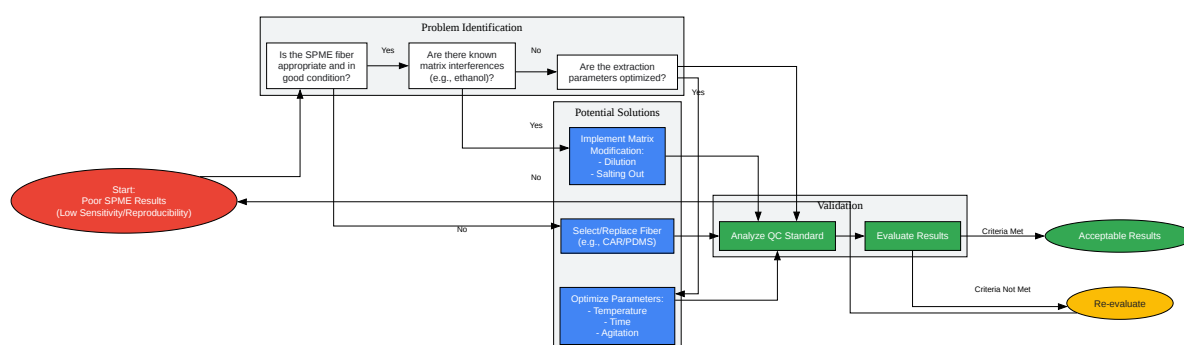 Problem Identification
Is the SPME fiber
appropriate and in
good condition?
Yes
Are there known
matrix interferences
(e.g., ethanol)?
No
Are the extraction
parameters optimized?
Yes
Potential Solutions
Yes
Implement Matrix
Modification:
- Dilution
- Salting Out
No
Start:
Poor SPME Results
(Low Sensitivity/Reproducibility)
No
Select/Replace Fiber
(e.g., CAR/PDMS)
Validation
Analyze QC Standard
Evaluate Results
Criteria Met
Acceptable Results
Optimize Parameters:
- Temperature
- Time
- Agitation
Criteria Not Met
Re-evaluate